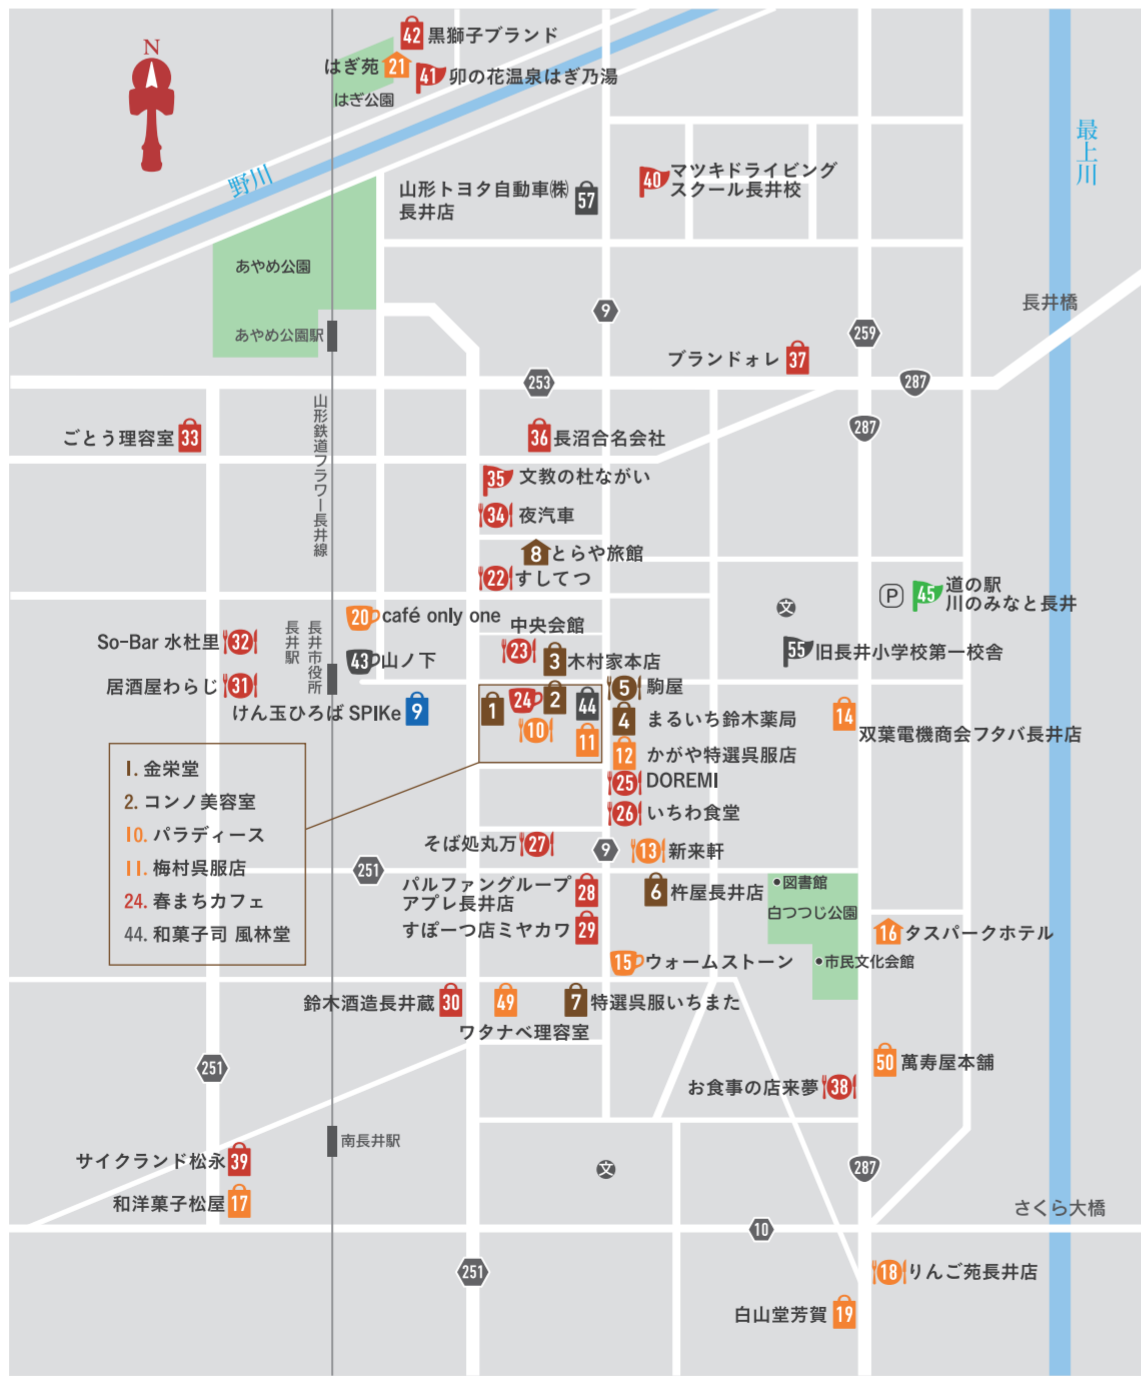 N
42 黒獅子ブランド
はぎ苑 21
41 卯の花温泉はぎ乃湯
はぎ公園
野川
最上川
山形トヨタ自動車㈱
長井店
57
40 マツキドライビング
スクール長井校
あやめ公園
あやめ公園駅
9
長井橋
259
ブランドォレ 37
253
287
287
山形鉄道フラワー長井線
ごとう理容室 33
36 長沼合名会社
35 文教の杜ながい
34 夜汽車
8 とらや旅館
22 すしてつ
文
P 45 道の駅
川のみなと長井
20 café only one
中央会館
23
So-Bar 水杜里 32
長井市役所
長井駅
43 山ノ下
3 木村家本店
55 旧長井小学校第一校舎
居酒屋わらじ 31
けん玉ひろば SPIKe 9
1
24
2
44
10
11
5 駒屋
4 まるいち鈴木薬局
14
双葉電機商会フタバ長井店
12 かがや特選呉服店
25 DOREMI
26 いちわ食堂
1. 金栄堂
2. コンノ美容室
10. パラディース
11. 梅村呉服店
24. 春まちカフェ
44. 和菓子司 風林堂
そば処丸万 27
9
13 新来軒
251
パルファングループ
アプレ長井店
28
6 杵屋長井店
図書館
白つつじ公園
すぽーつ店ミヤカワ 29
16 タスパークホテル
15 ウォームストーン
市民文化会館
鈴木酒造長井蔵 30
49
ワタナベ理容室
7 特選呉服いちまた
251
50 萬寿屋本舗
お食事の店来夢 38
南長井駅
サイクランド松永 39
文
287
和洋菓子松屋 17
さくら大橋
10
251
18 りんご苑長井店
白山堂芳賀 19